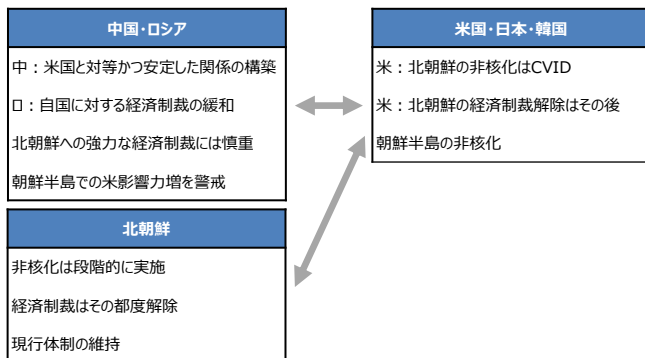 中国・ロシア
中：米国と対等かつ安定した関係の構築
ロ：自国に対する経済制裁の緩和
北朝鮮への強力な経済制裁には慎重
朝鮮半島での米影響力増を警戒
米国・日本・韓国
米：北朝鮮の非核化はCVID
米：北朝鮮の経済制裁解除はその後
朝鮮半島の非核化
北朝鮮
非核化は段階的に実施
経済制裁はその都度解除
現行体制の維持